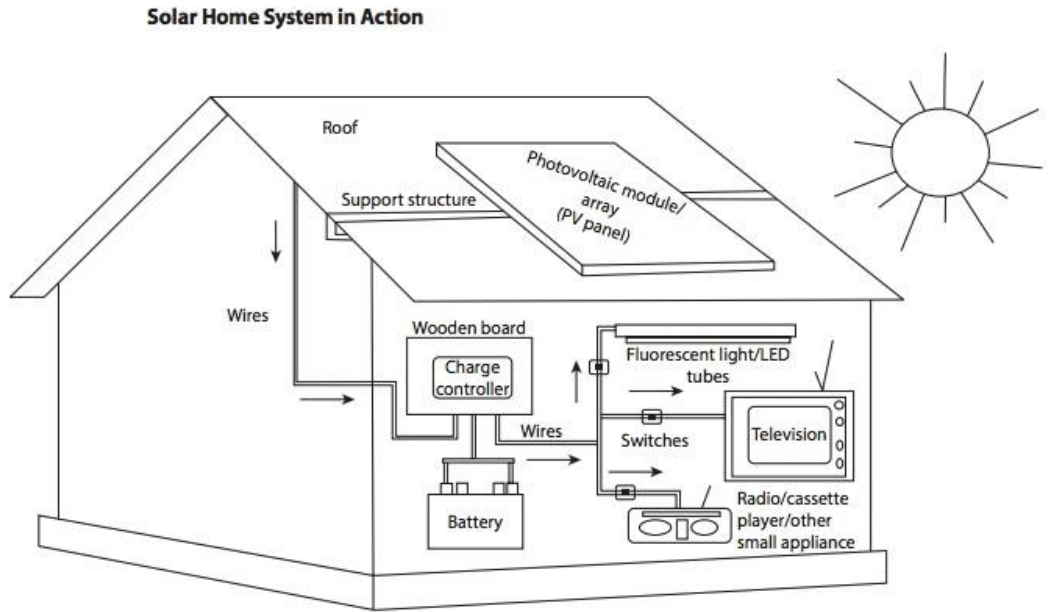 Solar Home System in Action
Roof
Photovoltaic module/
array
(PV panel)
Support structure
Wires
Wooden board
Charge
controller
Fluorescent light/LED
tubes
Wires
Switches
Television
Battery
Radio/cassette
player/other
small appliance